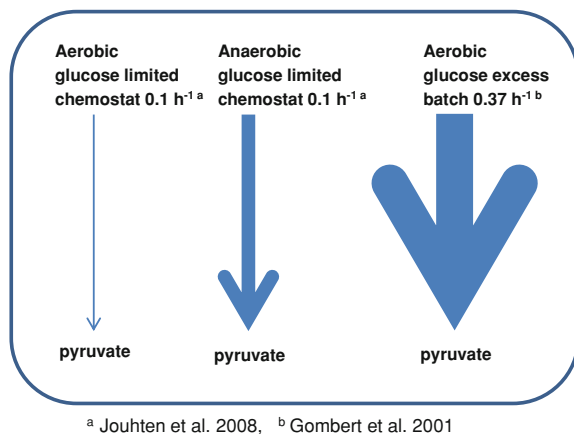 Aerobic
glucose limited
chemostat 0.1 h-1 a
Anaerobic
glucose limited
chemostat 0.1 h-1 a
Aerobic
glucose excess
batch 0.37 h-1 b
pyruvate
pyruvate
pyruvate
a Jouhten et al. 2008, b Gombert et al. 2001